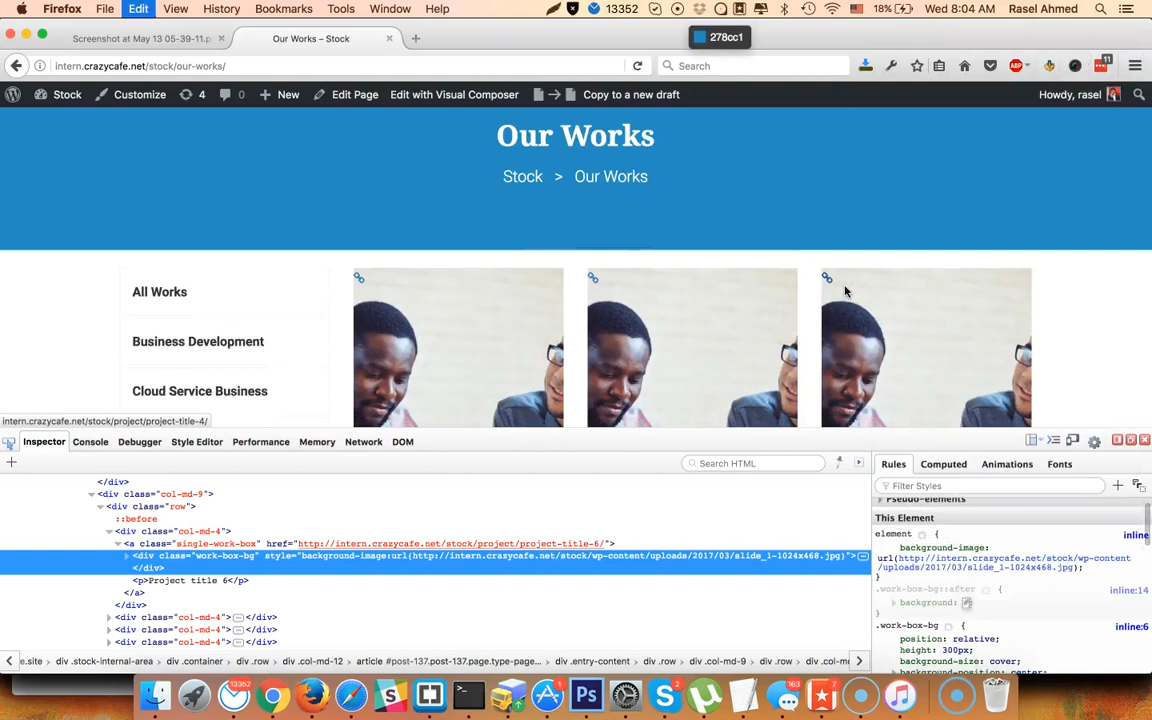 Firefox File Edit View History Bookmarks Tools Window Help 13352 18% Wed 8:04 AM Rasel Ahmed
Screenshot at May 13 05-39-11.p × Our Works – Stock × +
278cc1
intern.crazycafe.net/stock/our-works/ Search ABP 11
Stock Customize 4 0 New Edit Page Edit with Visual Composer Copy to a new draft Howdy, rasel
Our Works
Stock > Our Works
All Works
Business Development
Cloud Service Business
intern.crazycafe.net/stock/project/project-title-4/
Inspector Console Debugger Style Editor Performance Memory Network DOM
+ Search HTML Rules Computed Animations Fonts
Filter Styles +
</div>
<div class="col-md-9">
<div class="row">
::before
<div class="col-md-4">
<a class="single-work-box" href="http://intern.crazycafe.net/stock/project/project-title-6/">
<div class="work-box-bg" style="background-image:url(http://intern.crazycafe.net/stock/wp-content/uploads/2017/03/slide_1-1024x468.jpg)">
</div>
<p>Project title 6</p>
</a>
</div>
<div class="col-md-4"> </div>
<div class="col-md-4"> </div>
<div class="col-md-4"> </div>
Pseudo-elements
This Element
element { inline
background-image:
url(http://intern.crazycafe.net/stock/wp-content
/uploads/2017/03/slide_1-1024x468.jpg);
}
.work-box-bg::after { inline:14
background:
}
.work-box-bg { inline:6
position: relative;
height: 300px;
background-size: cover;
background-position: center;
e.site div .stock-internal-area div .container div .row div .col-md-12 article #post-137.post-137.page.type-page... div .entry-content div .row div .col-md-9 div .row div .col-md
13352 Ps 2 163 7